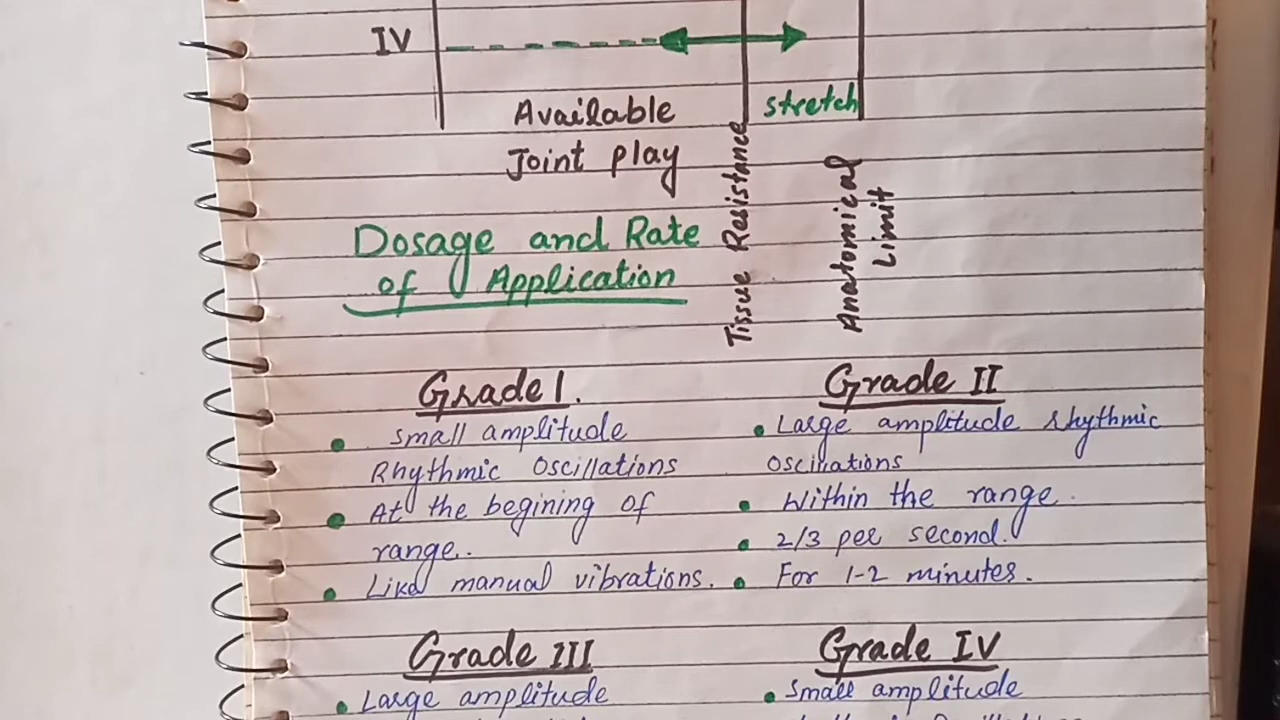 IV
Available
Joint play
stretch
Tissue Resistance
Anatomical
Limit
Dosage and Rate
of Application
Grade I.
small amplitude
Rhythmic Oscillations
At the begining of
range.
Like manual vibrations.
Grade II
Large amplitude rhythmic
oscillations
Within the range.
2/3 per second.
For 1-2 minutes.
Grade III
Large amplitude
Grade IV
Small amplitude